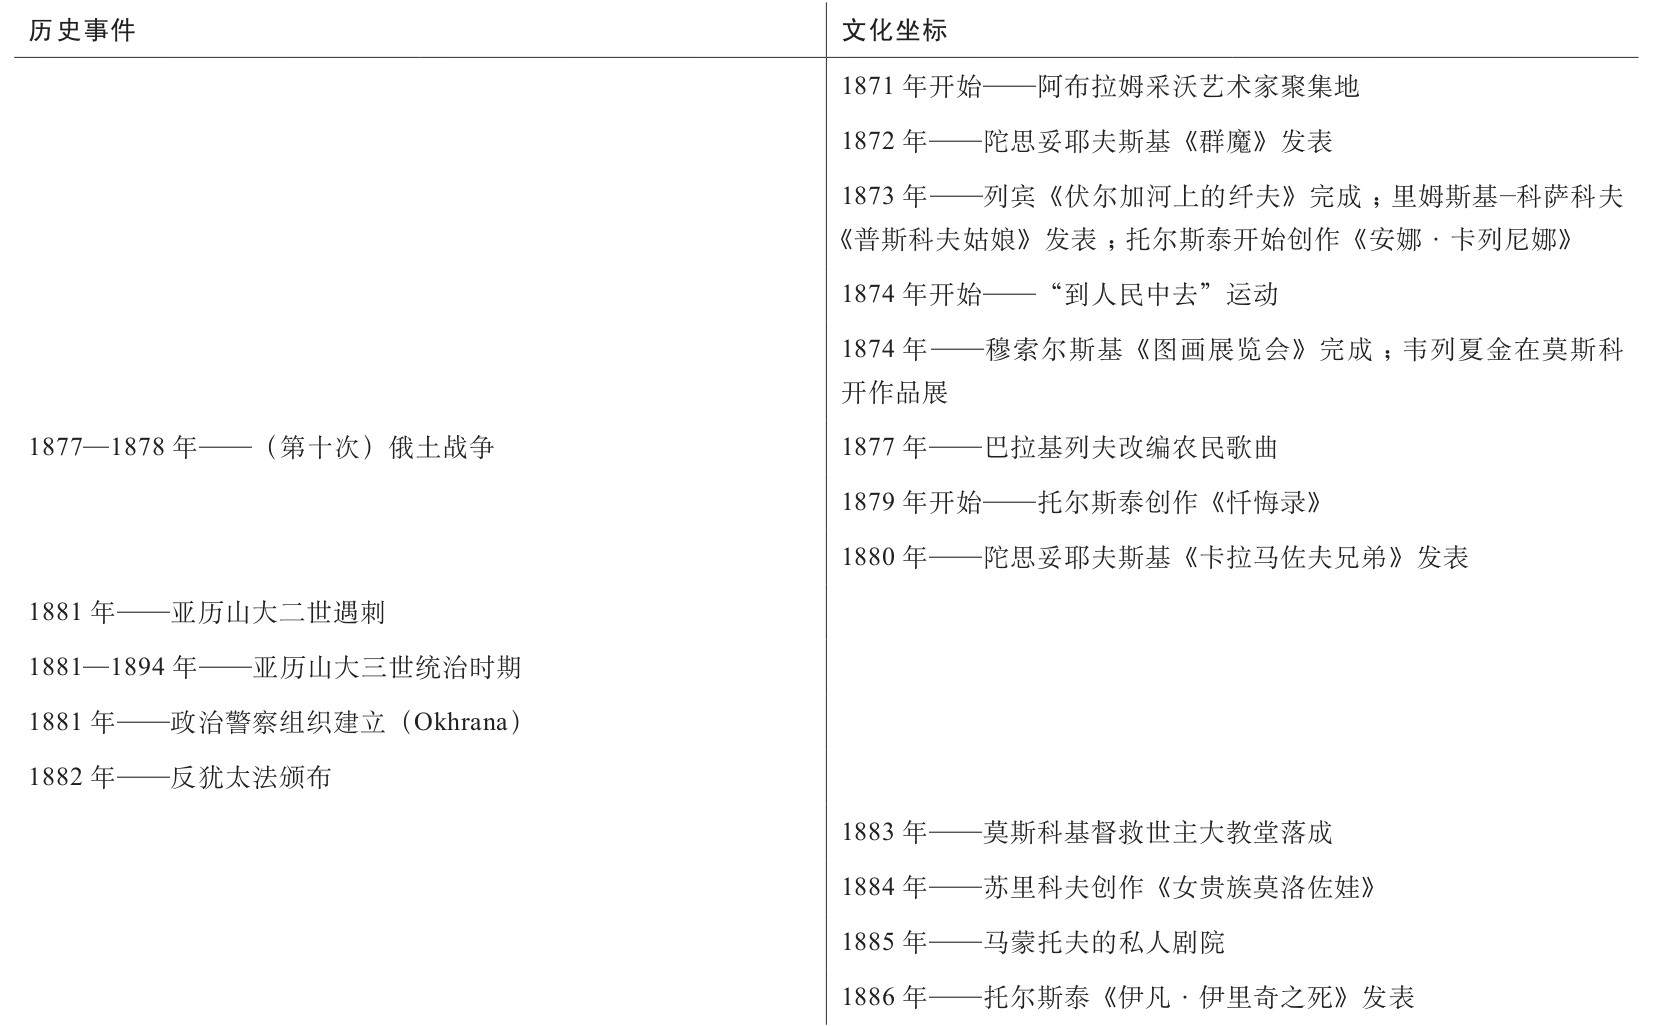 历史事件
文化坐标
1871 年开始——阿布拉姆采沃艺术家聚集地
1872 年——陀思妥耶夫斯基《群魔》发表
1873 年——列宾《伏尔加河上的纤夫》完成；里姆斯基–科萨科夫
《普斯科夫姑娘》发表；托尔斯泰开始创作《安娜·卡列尼娜》
1874 年开始——“到人民中去”运动
1874 年——穆索尔斯基《图画展览会》完成；韦列夏金在莫斯科
开作品展
1877—1878 年——（第十次）俄土战争
1877 年——巴拉基列夫改编农民歌曲
1879 年开始——托尔斯泰创作《忏悔录》
1880 年——陀思妥耶夫斯基《卡拉马佐夫兄弟》发表
1881 年——亚历山大二世遇刺
1881—1894 年——亚历山大三世统治时期
1881 年——政治警察组织建立（Okhrana）
1882 年——反犹太法颁布
1883 年——莫斯科基督救世主大教堂落成
1884 年——苏里科夫创作《女贵族莫洛佐娃》
1885 年——马蒙托夫的私人剧院
1886 年——托尔斯泰《伊凡·伊里奇之死》发表